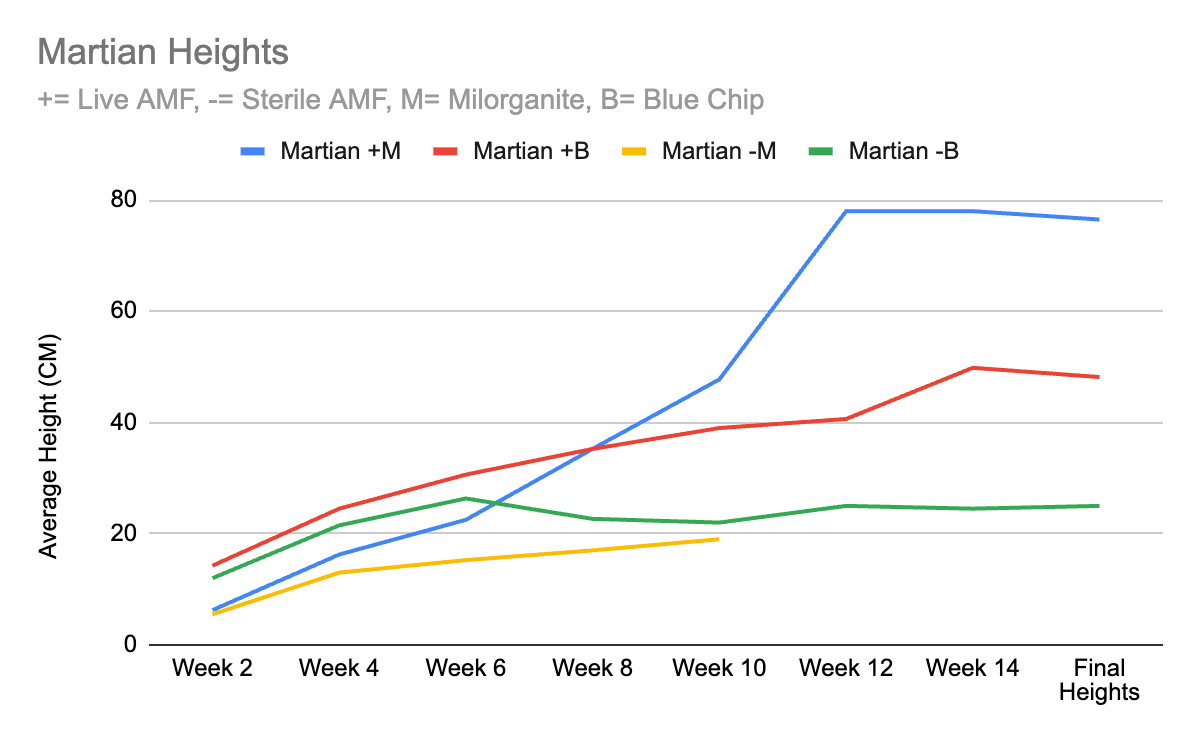 Martian Heights
+= Live AMF, -= Sterile AMF, M= Milorganite, B= Blue Chip
Martian +M Martian +B Martian -M Martian -B
Average Height (CM)
80
60
40
20
0
Week 2 Week 4 Week 6 Week 8 Week 10 Week 12 Week 14 Final
Heights